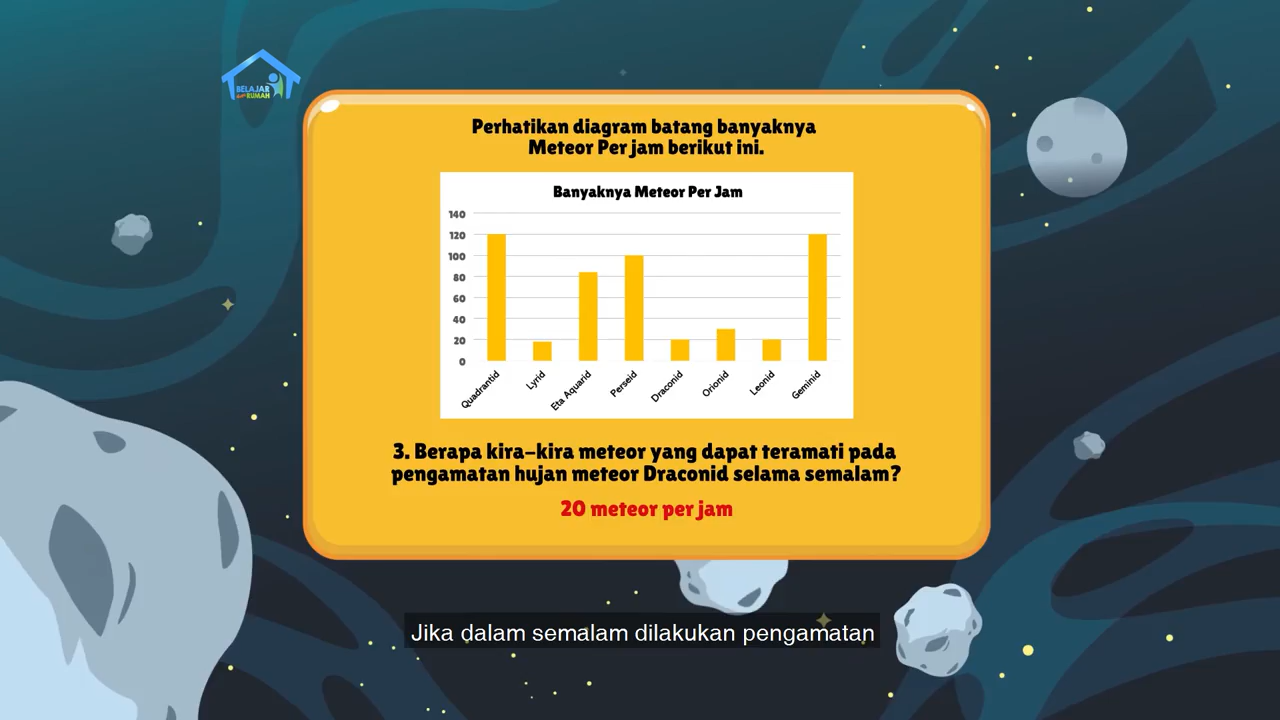 BELAJAR
dari RUMAH
Perhatikan diagram batang banyaknya
Meteor Per jam berikut ini.
Banyaknya Meteor Per Jam
140
120
100
80
60
40
20
0
Quadrantid
Lyrid
Eta Aquarid
Perseid
Draconid
Orionid
Leonid
Geminid
3. Berapa kira-kira meteor yang dapat teramati pada
pengamatan hujan meteor Draconid selama semalam?
20 meteor per jam
Jika dalam semalam dilakukan pengamatan